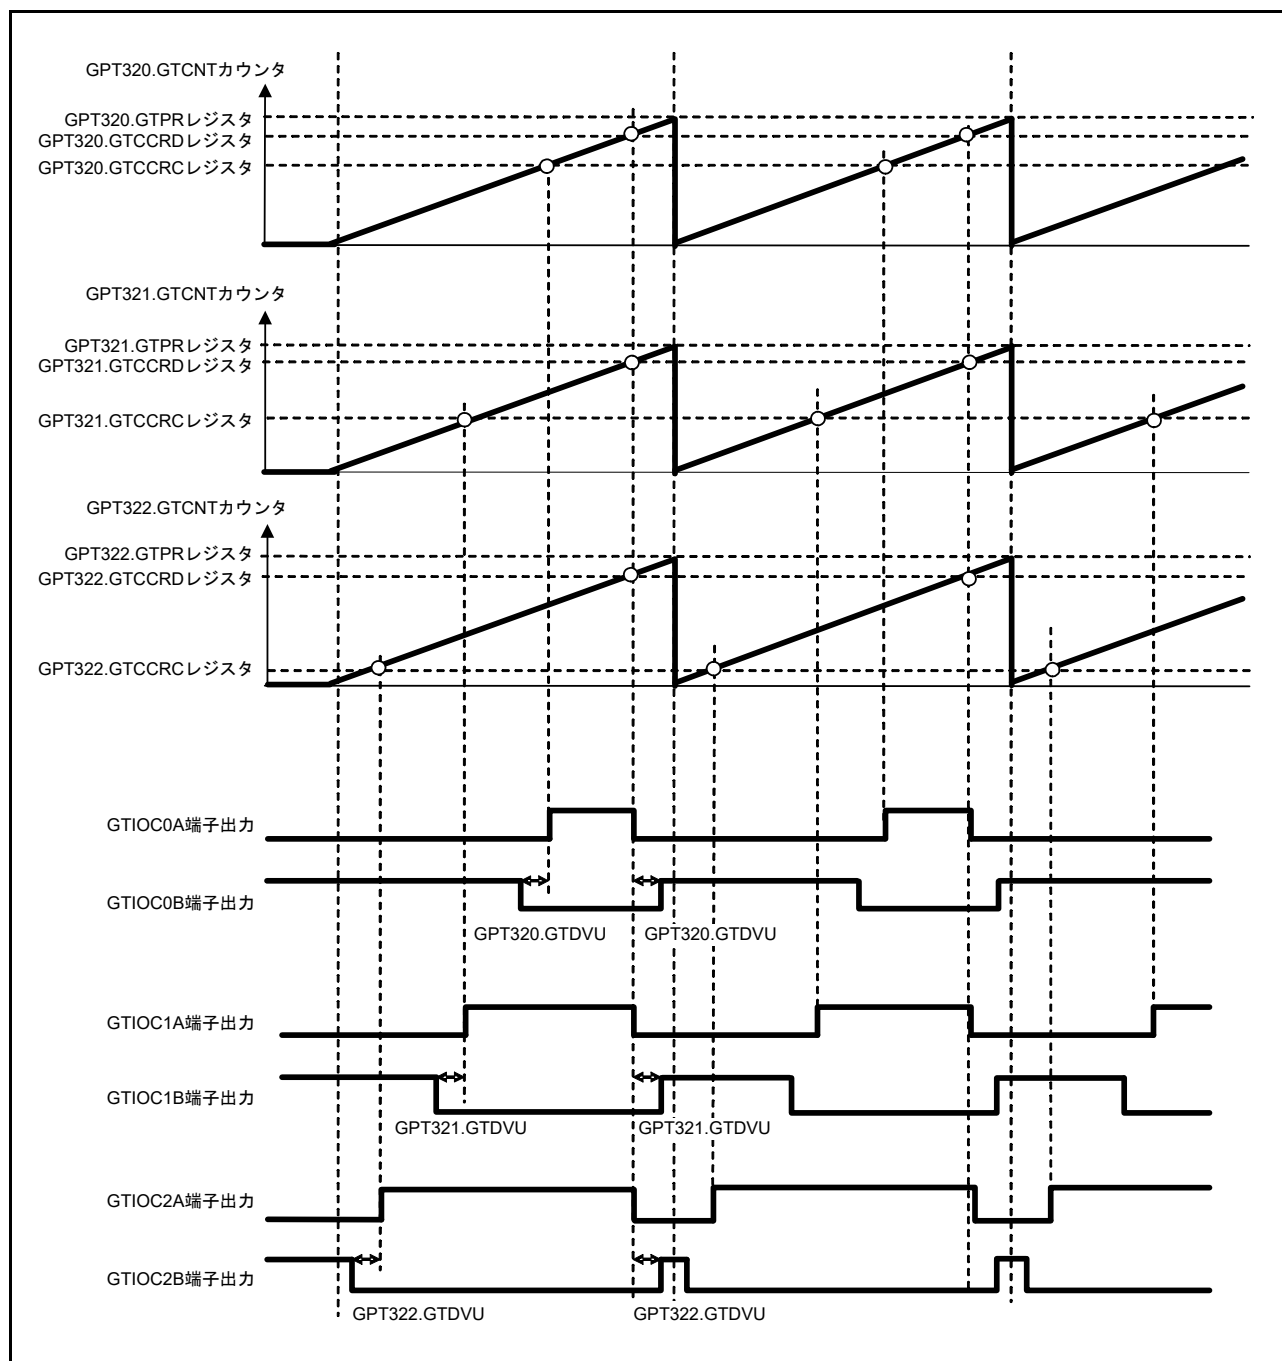 GPT320.GTCNTカウンタ
GPT320.GTPRレジスタ
GPT320.GTCCRDレジスタ
GPT320.GTCCRCレジスタ
GPT321.GTCNTカウンタ
GPT321.GTPRレジスタ
GPT321.GTCCRDレジスタ
GPT321.GTCCRCレジスタ
GPT322.GTCNTカウンタ
GPT322.GTPRレジスタ
GPT322.GTCCRDレジスタ
GPT322.GTCCRCレジスタ
GTIOC0A端子出力
GTIOC0B端子出力
GPT320.GTDVU GPT320.GTDVU
GTIOC1A端子出力
GTIOC1B端子出力
GPT321.GTDVU GPT321.GTDVU
GTIOC2A端子出力
GTIOC2B端子出力
GPT322.GTDVU GPT322.GTDVU